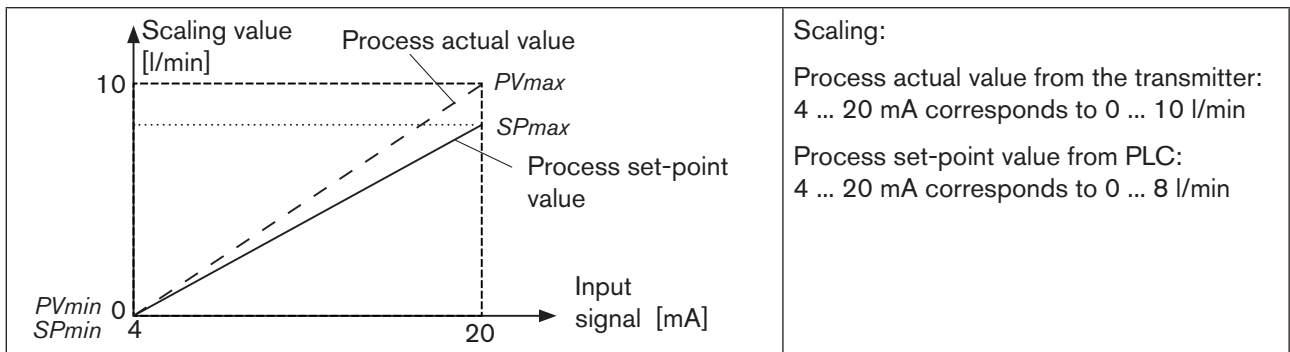 Scaling value
[l/min]
Process actual value
10
PVmax
SPmax
Process set-point
value
Input
signal [mA]
PVmin
SPmin
0
4
20
Scaling:
Process actual value from the transmitter:
4 ... 20 mA corresponds to 0 ... 10 l/min
Process set-point value from PLC:
4 ... 20 mA corresponds to 0 ... 8 l/min